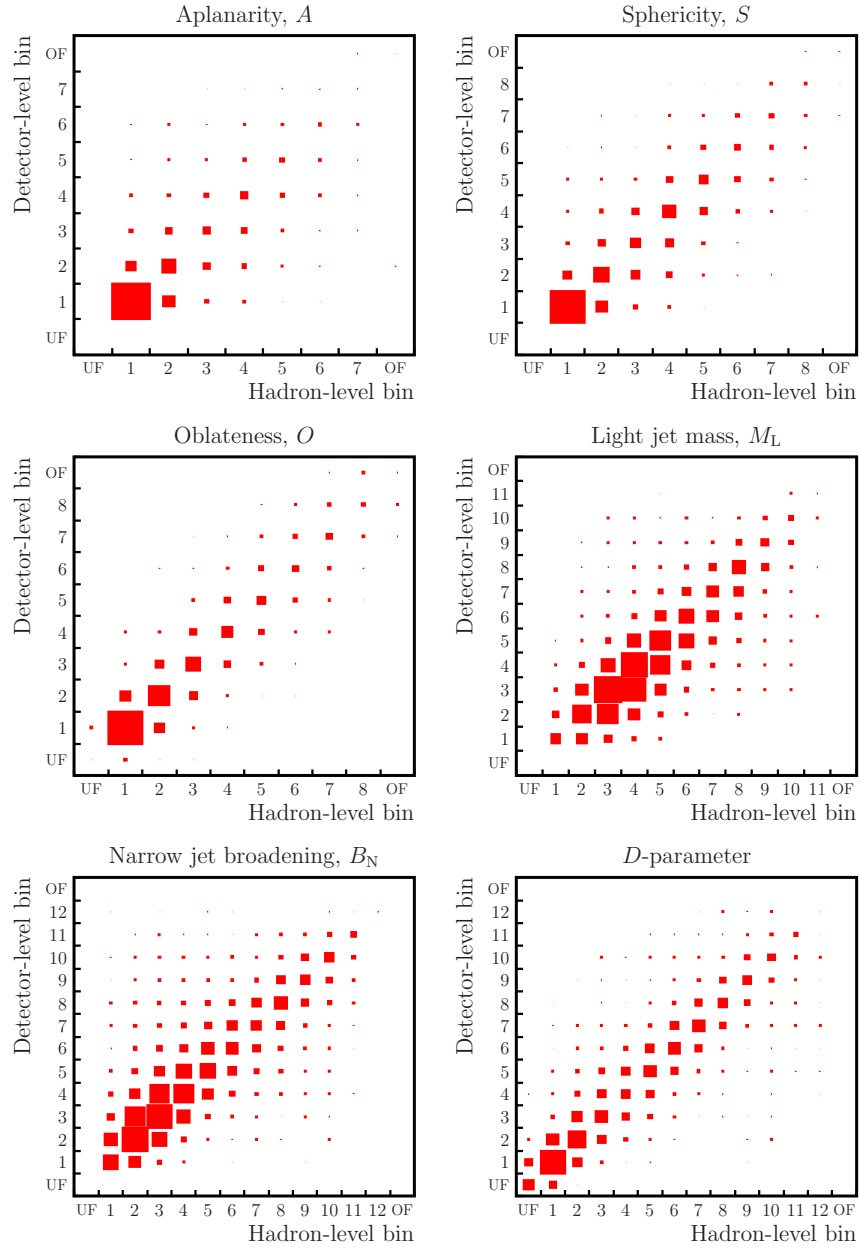 Aplanarity, A
Detector-level bin
OF
7
6
5
4
3
2
1
UF
UF 1 2 3 4 5 6 7 OF
Hadron-level bin
Sphericity, S
Detector-level bin
OF
8
7
6
5
4
3
2
1
UF
UF 1 2 3 4 5 6 7 8 OF
Hadron-level bin
Oblateness, O
Detector-level bin
OF
8
7
6
5
4
3
2
1
UF
UF 1 2 3 4 5 6 7 8 OF
Hadron-level bin
Light jet mass, M_L
Detector-level bin
OF
11
10
9
8
7
6
5
4
3
2
1
UF
UF 1 2 3 4 5 6 7 8 9 10 11 OF
Hadron-level bin
Narrow jet broadening, B_N
Detector-level bin
OF
12
11
10
9
8
7
6
5
4
3
2
1
UF
UF 1 2 3 4 5 6 7 8 9 10 11 12 OF
Hadron-level bin
D-parameter
Detector-level bin
OF
12
11
10
9
8
7
6
5
4
3
2
1
UF
UF 1 2 3 4 5 6 7 8 9 10 11 12 OF
Hadron-level bin